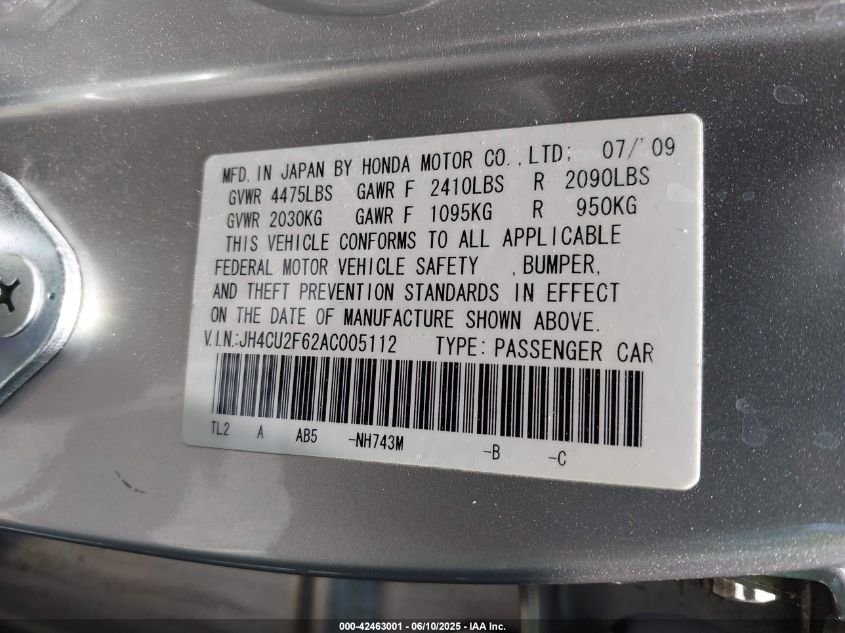 MFD. IN JAPAN BY HONDA MOTOR CO.,LTD; 07/'09
GVWR 4475LBS GAWR F 2410LBS R 2090LBS
GVWR 2030KG GAWR F 1095KG R 950KG
THIS VEHICLE CONFORMS TO ALL APPLICABLE
FEDERAL MOTOR VEHICLE SAFETY ,BUMPER,
AND THEFT PREVENTION STANDARDS IN EFFECT
ON THE DATE OF MANUFACTURE SHOWN ABOVE.
V.I.N.:JH4CU2F62AC005112 TYPE:PASSENGER CAR
TL2 A AB5 -NH743M -B -C
000-42463001 - 06/10/2025 - IAA Inc.